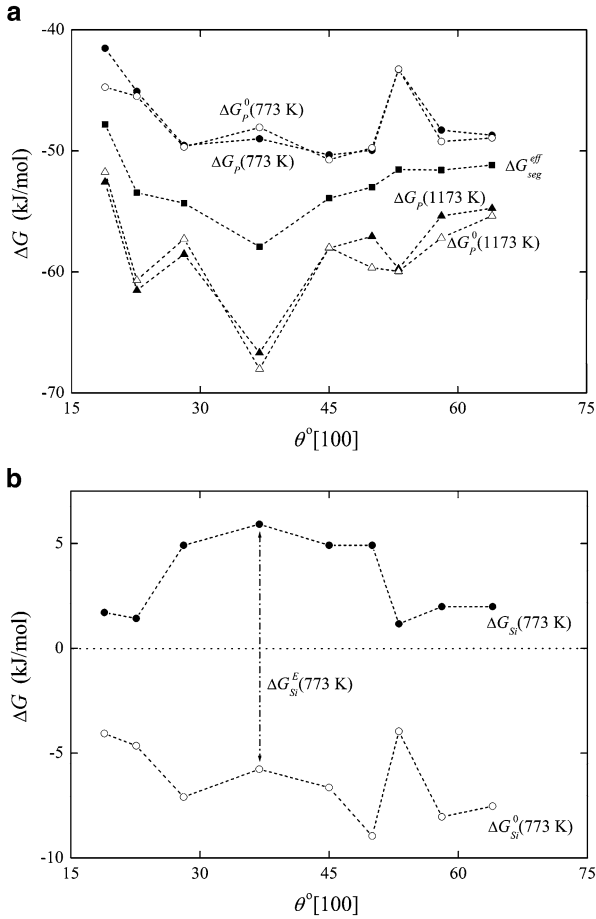 a
-40
ΔG_P^0(773 K)
-50
ΔG_P(773 K)
ΔG_seg^eff
ΔG_P(1173 K)
ΔG (kJ/mol)
ΔG_P^0(1173 K)
-60
-70
15 30 45 60 75
θ°[100]
b
5
ΔG_Si(773 K)
0
ΔG_Si^E(773 K)
ΔG (kJ/mol)
-5
ΔG_Si^0(773 K)
-10
15 30 45 60 75
θ°[100]